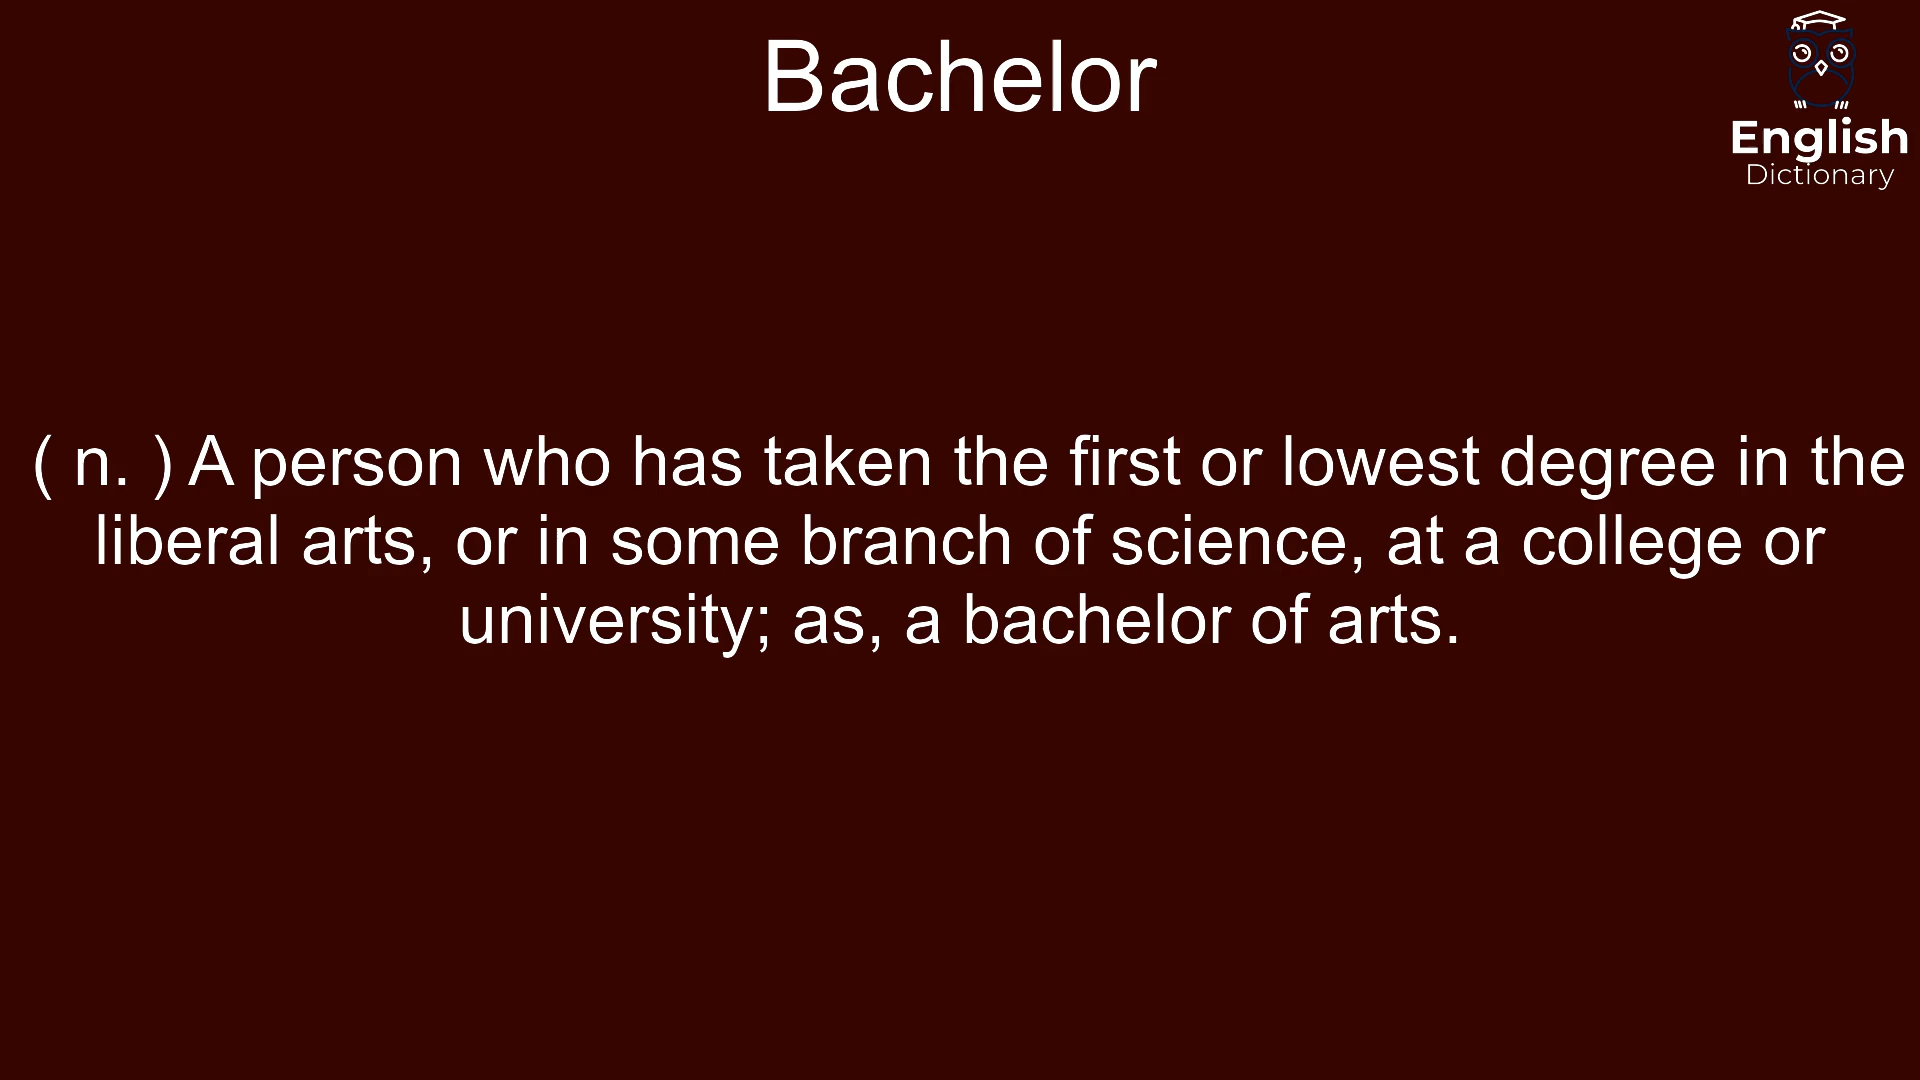 Bachelor
English
Dictionary
( n. ) A person who has taken the first or lowest degree in the
liberal arts, or in some branch of science, at a college or
university; as, a bachelor of arts.